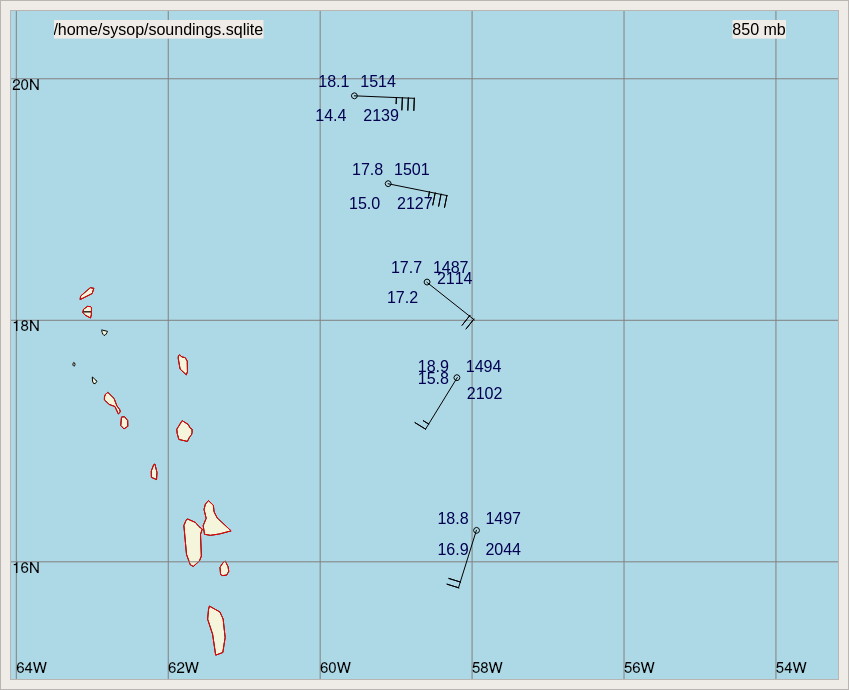 /home/sysop/soundings.sqlite 850 mb
20N
18.1 1514
14.4 2139
17.8 1501
15.0 2127
17.7 1487
2114
17.2
18N
18.9 1494
15.8
2102
18.8 1497
16.9 2044
16N
64W 62W 60W 58W 56W 54W